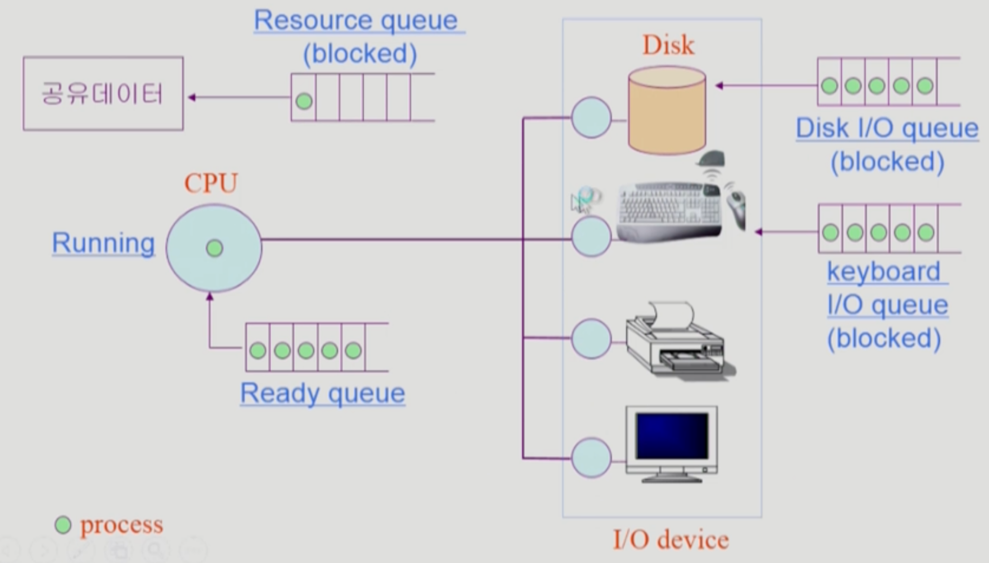 Resource queue
(blocked)
공유데이터
Disk
Disk I/O queue
(blocked)
CPU
Running
keyboard
I/O queue
(blocked)
Ready queue
process
I/O device